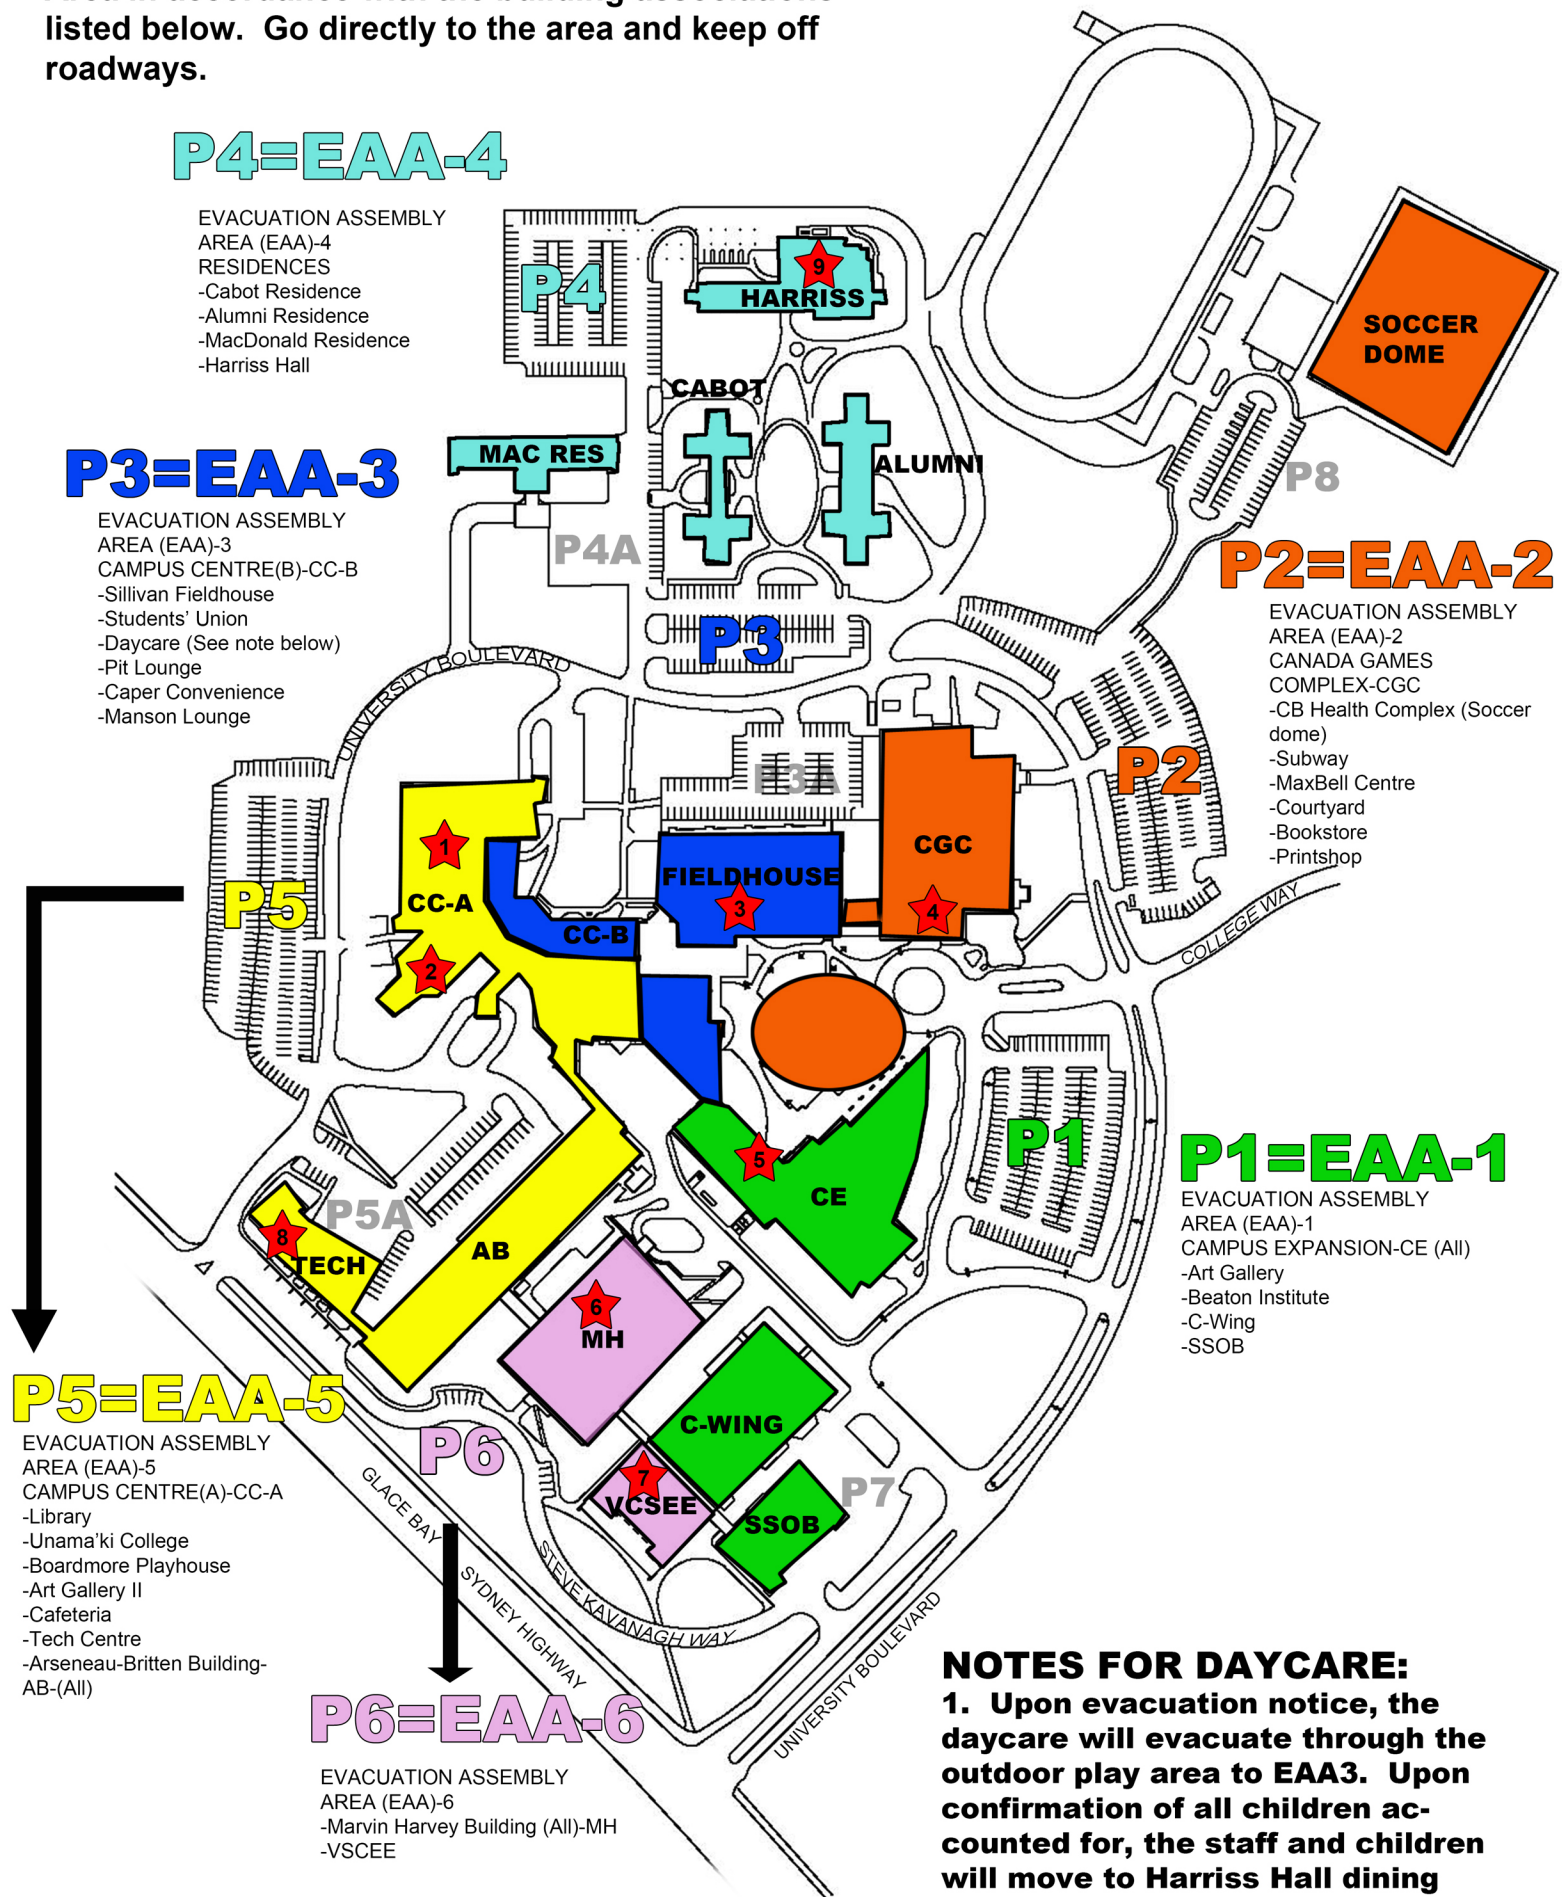 listed below. Go directly to the area and keep off
roadways.
P4=EAA-4
EVACUATION ASSEMBLY
AREA (EAA)-4
RESIDENCES
-Cabot Residence
-Alumni Residence
-MacDonald Residence
-Harriss Hall
P4
9
HARRISS
SOCCER
DOME
CABOT
MAC RES
ALUMNI
P8
P4A
P3=EAA-3
EVACUATION ASSEMBLY
AREA (EAA)-3
CAMPUS CENTRE(B)-CC-B
-Sillivan Fieldhouse
-Students' Union
-Daycare (See note below)
-Pit Lounge
-Caper Convenience
-Manson Lounge
P2=EAA-2
EVACUATION ASSEMBLY
AREA (EAA)-2
CANADA GAMES
COMPLEX-CGC
-CB Health Complex (Soccer
dome)
-Subway
-MaxBell Centre
-Courtyard
-Bookstore
-Printshop
P3
UNIVERSITY BOULEVARD
P2
P3A
1
CGC
FIELDHOUSE
P5
CC-A
3
4
CC-B
COLLEGE WAY
2
P1
P1=EAA-1
EVACUATION ASSEMBLY
AREA (EAA)-1
CAMPUS EXPANSION-CE (All)
-Art Gallery
-Beaton Institute
-C-Wing
-SSOB
5
CE
P5A
8
TECH
AB
6
MH
P5=EAA-5
EVACUATION ASSEMBLY
AREA (EAA)-5
CAMPUS CENTRE(A)-CC-A
-Library
-Unama'ki College
-Boardmore Playhouse
-Art Gallery II
-Cafeteria
-Tech Centre
-Arseneau-Britten Building-
AB-(All)
C-WING
P6
7
VCSEE
P7
SSOB
GLACE BAY
SYDNEY HIGHWAY
STEVE KAVANAGH WAY
UNIVERSITY BOULEVARD
P6=EAA-6
EVACUATION ASSEMBLY
AREA (EAA)-6
-Marvin Harvey Building (All)-MH
-VSCEE
NOTES FOR DAYCARE:
1. Upon evacuation notice, the
daycare will evacuate through the
outdoor play area to EAA3. Upon
confirmation of all children ac-
counted for, the staff and children
will move to Harriss Hall dining